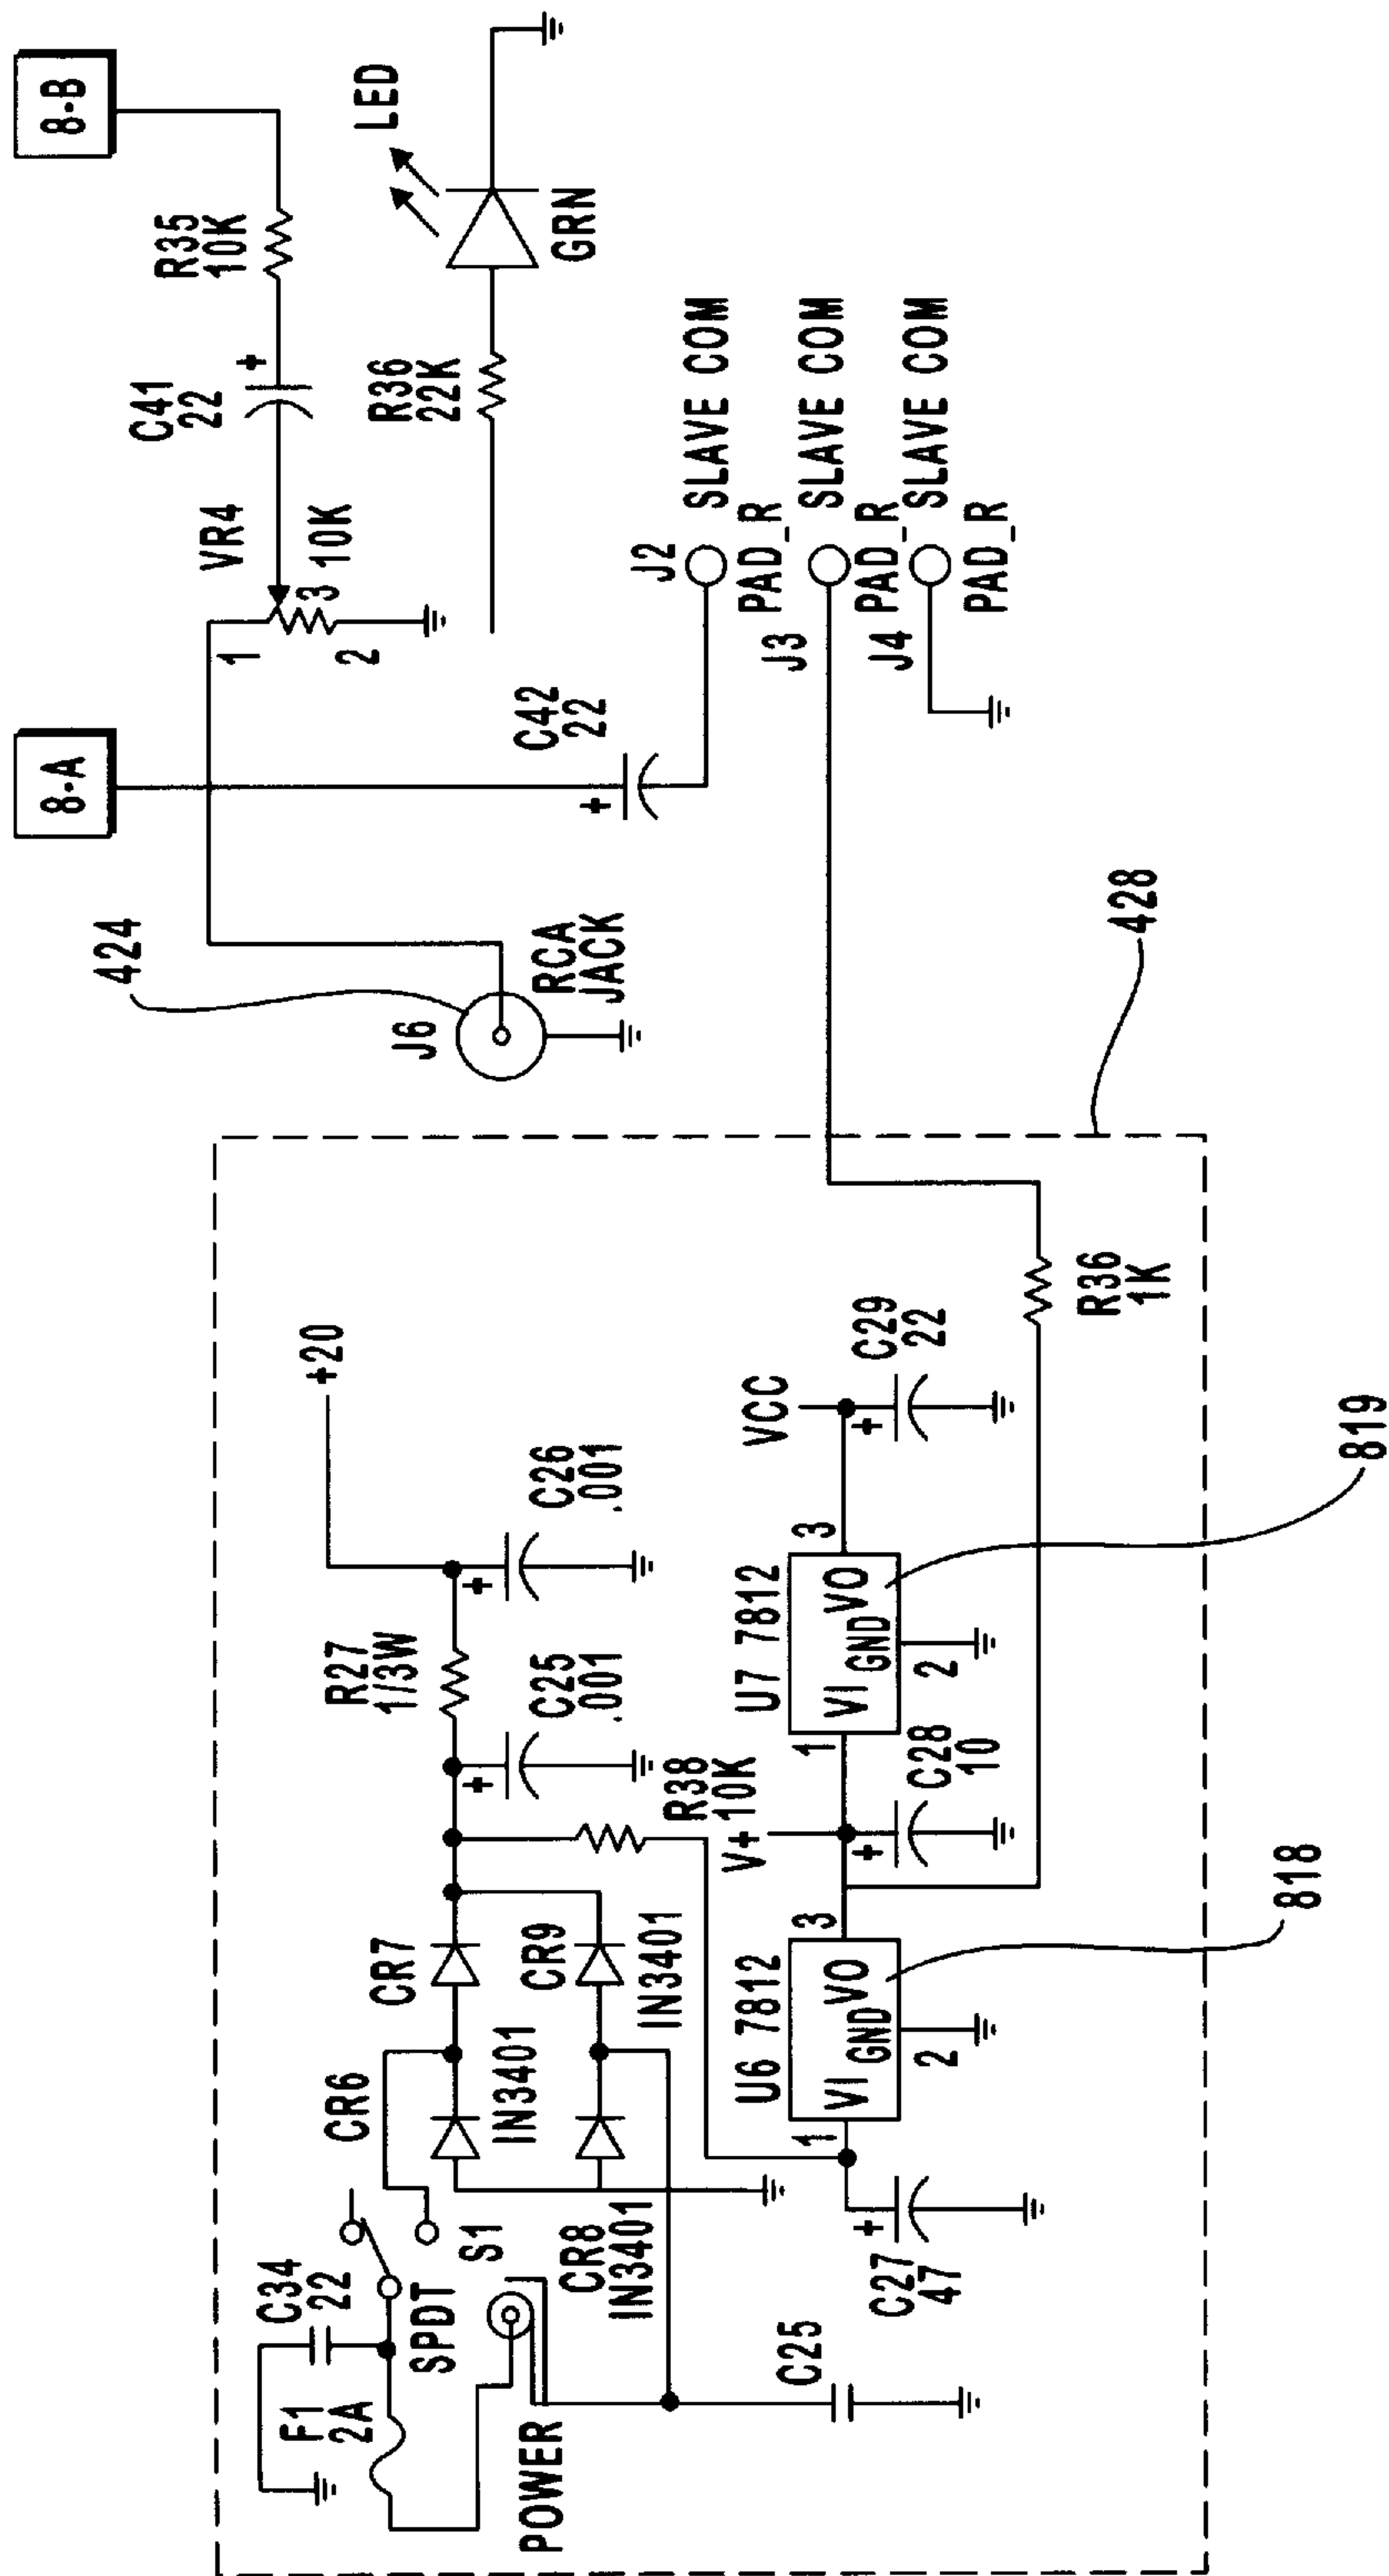 8-A
8-B
424
VR4
10K
1
3
2
C41
22
R35
10K
LED
GRN
R36
22K
J6
RCA
JACK
C42
22
J2
SLAVE COM
PAD_R
J3
SLAVE COM
PAD_R
J4
SLAVE COM
PAD_R
428
F1
2A
C34
22
SPDT
S1
POWER
CR6
IN3401
CR7
CR8
IN3401
CR9
IN3401
R27
1/3W
+20
+
C25
.001
+
C26
.001
R38
10K
C25
+
C27
47
U6 7812
1
VI
VO
GND
3
2
V+
+
C28
10
U7 7812
1
VI
VO
GND
3
2
VCC
+
C29
22
R36
1K
818
819
+
+